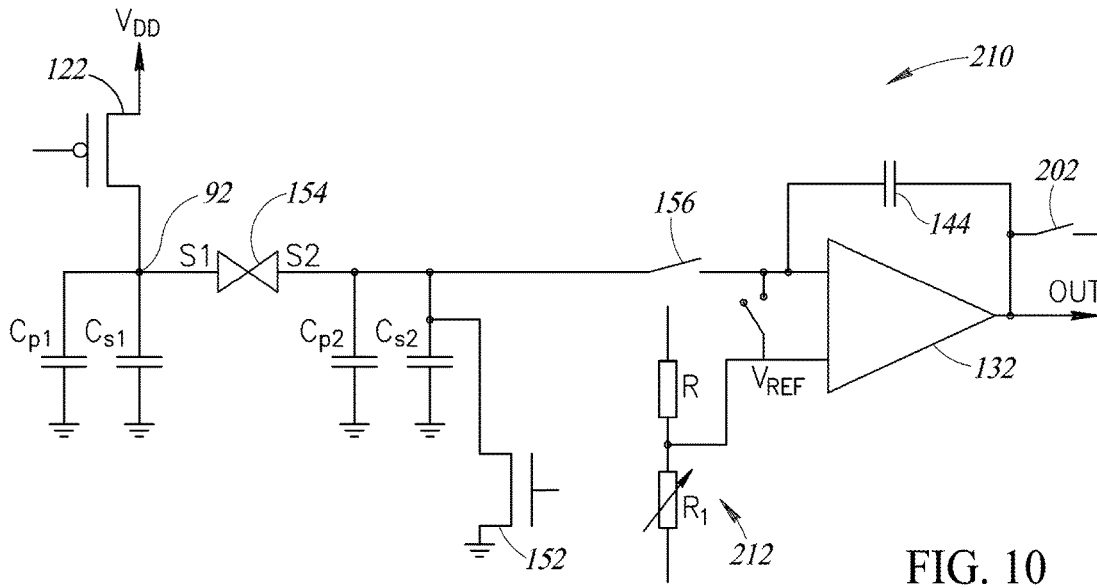 V_DD
122
210
202
92
154
156
144
S1
S2
OUT
C_p1
C_s1
C_p2
C_s2
R
V_REF
132
R_1
152
212
FIG. 10